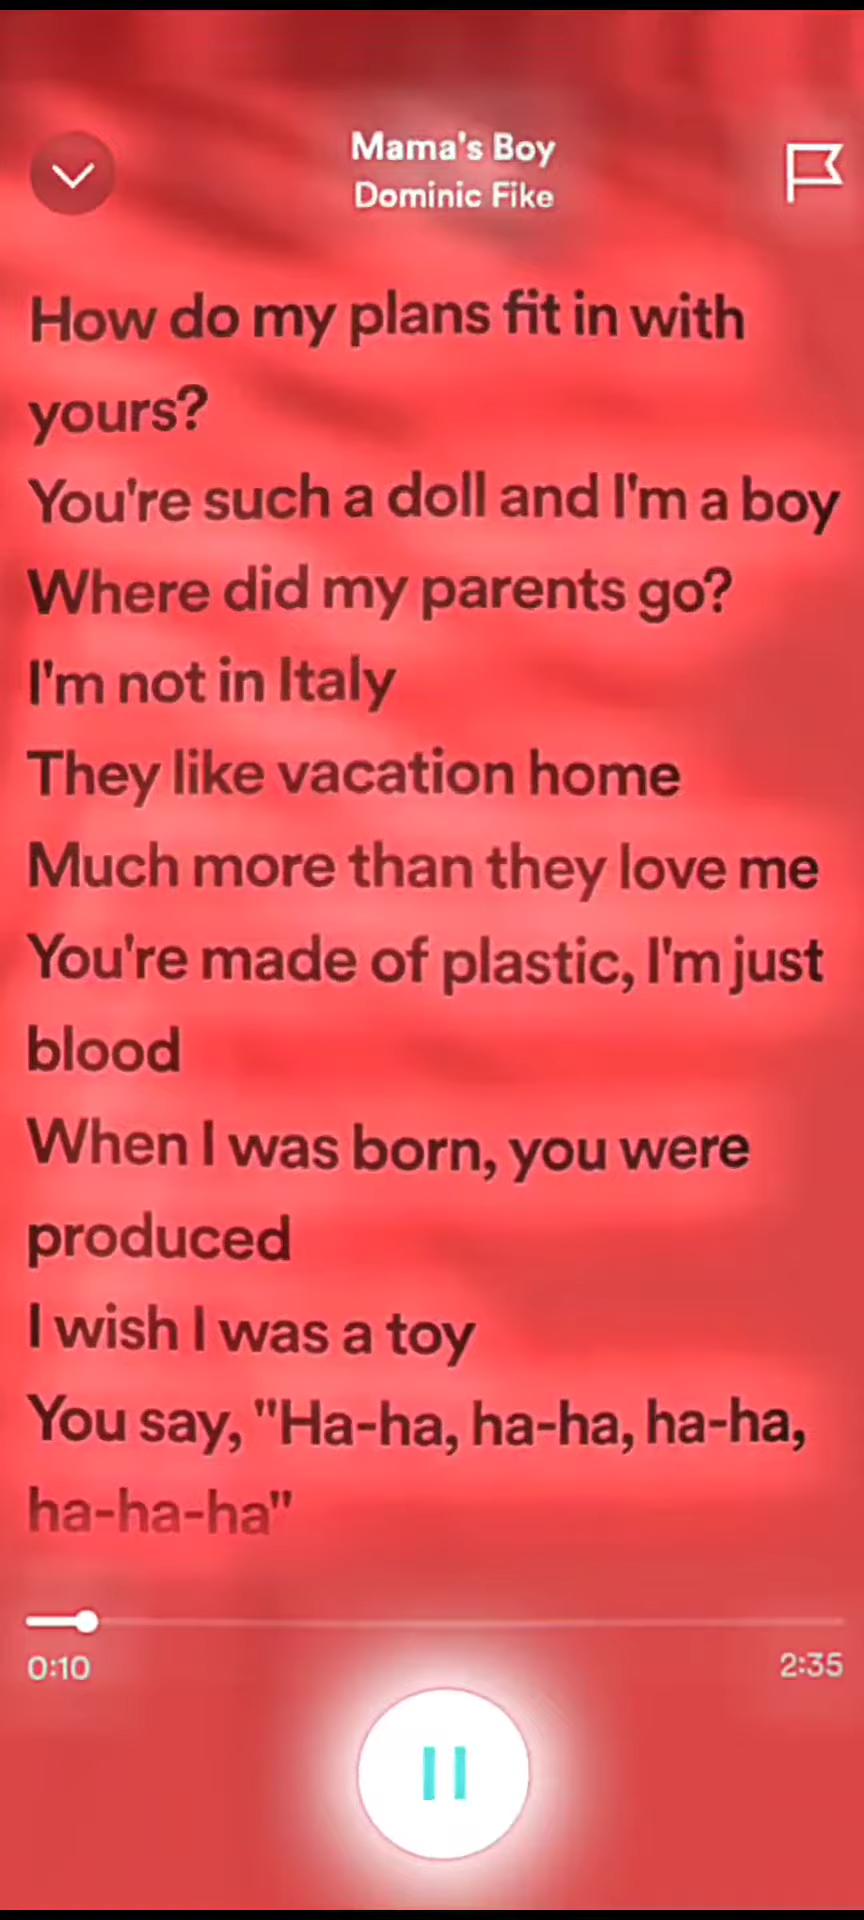 Mama's Boy
Dominic Fike
How do my plans fit in with
yours?
You're such a doll and I'm a boy
Where did my parents go?
I'm not in Italy
They like vacation home
Much more than they love me
You're made of plastic, I'm just
blood
When I was born, you were
produced
I wish I was a toy
You say, "Ha-ha, ha-ha, ha-ha,
ha-ha-ha"
0:10
2:35